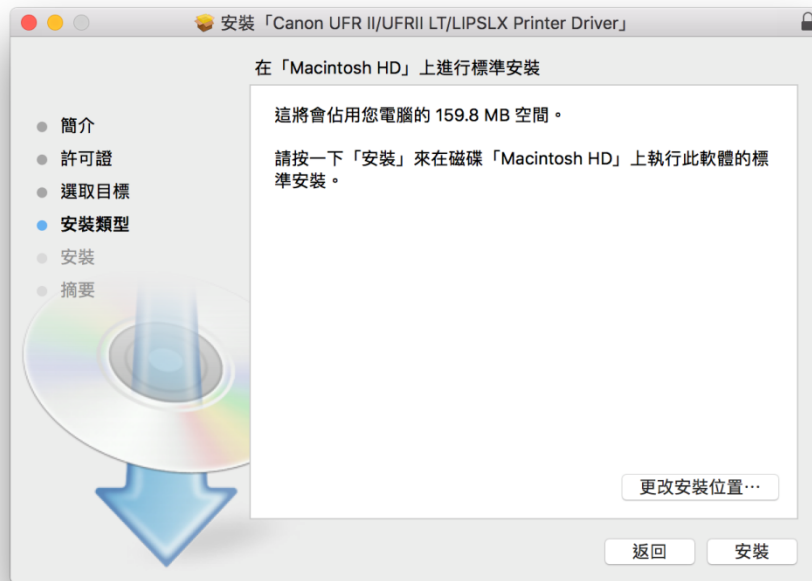 安裝「Canon UFR II/UFRII LT/LIPSLX Printer Driver」
在「Macintosh HD」上進行標準安裝
簡介
許可證
選取目標
安裝類型
安裝
摘要
這將會佔用您電腦的 159.8 MB 空間。
請按一下「安裝」來在磁碟「Macintosh HD」上執行此軟體的標
準安裝。
更改安裝位置⋯
返回
安裝